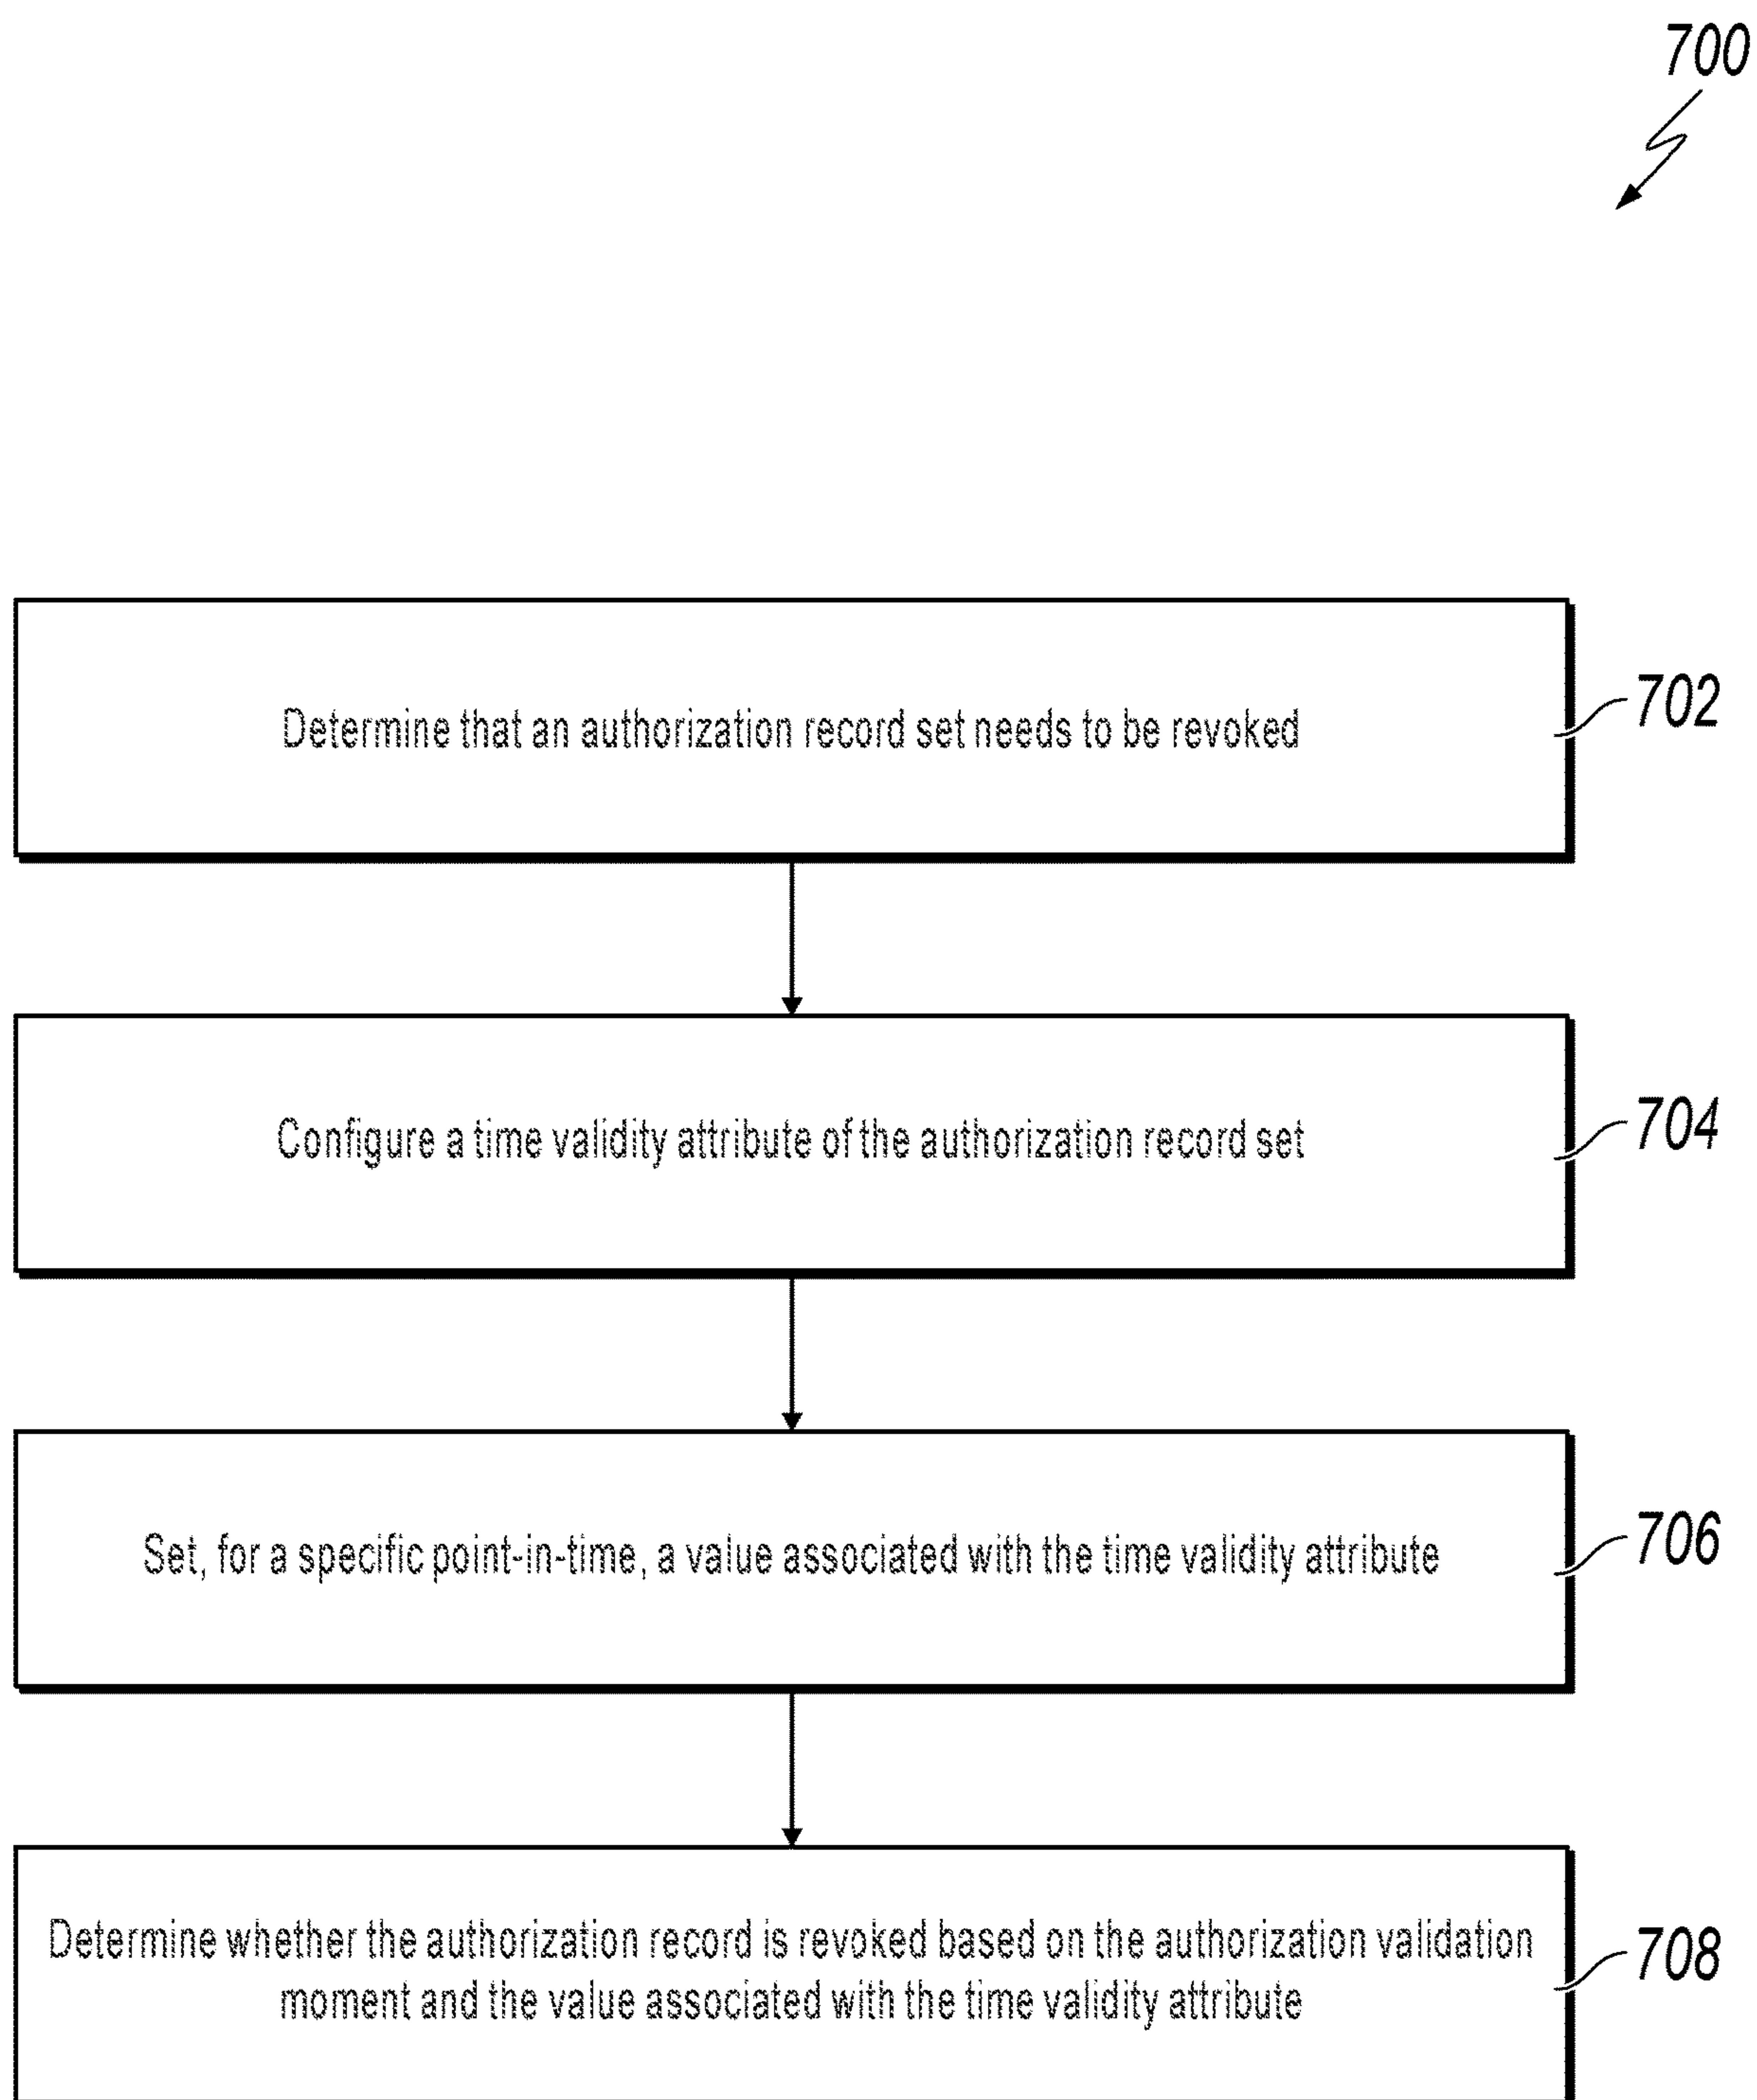 700
Determine that an authorization record set needs to be revoked
702
Configure a time validity attribute of the authorization record set
704
Set, for a specific point-in-time, a value associated with the time validity attribute
706
Determine whether the authorization record is revoked based on the authorization validation
moment and the value associated with the time validity attribute
708